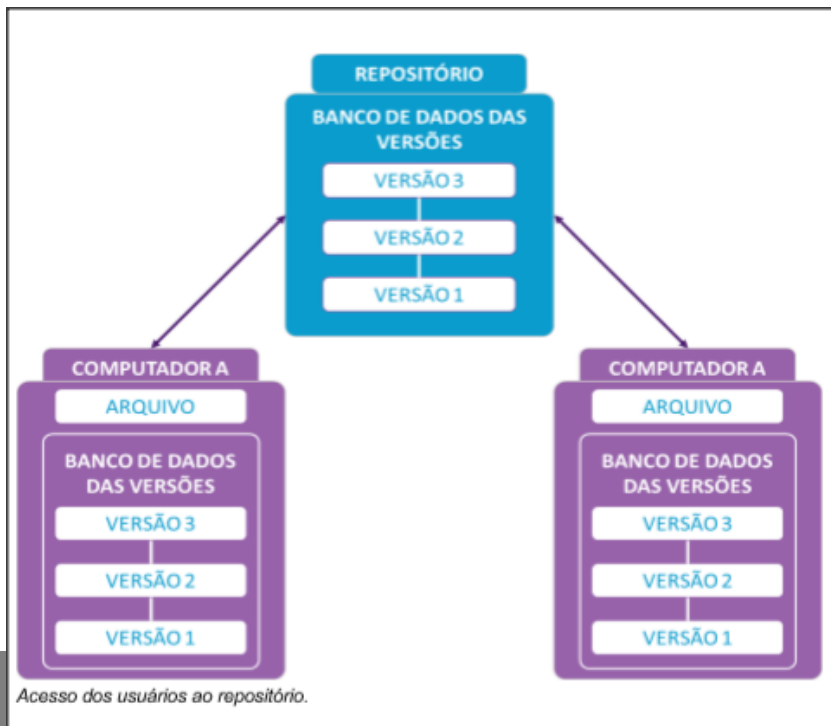 REPOSITÓRIO
BANCO DE DADOS DAS
VERSÕES
VERSÃO 3
VERSÃO 2
VERSÃO 1
COMPUTADOR A
ARQUIVO
BANCO DE DADOS
DAS VERSÕES
VERSÃO 3
VERSÃO 2
VERSÃO 1
COMPUTADOR A
ARQUIVO
BANCO DE DADOS
DAS VERSÕES
VERSÃO 3
VERSÃO 2
VERSÃO 1
Acesso dos usuários ao repositório.